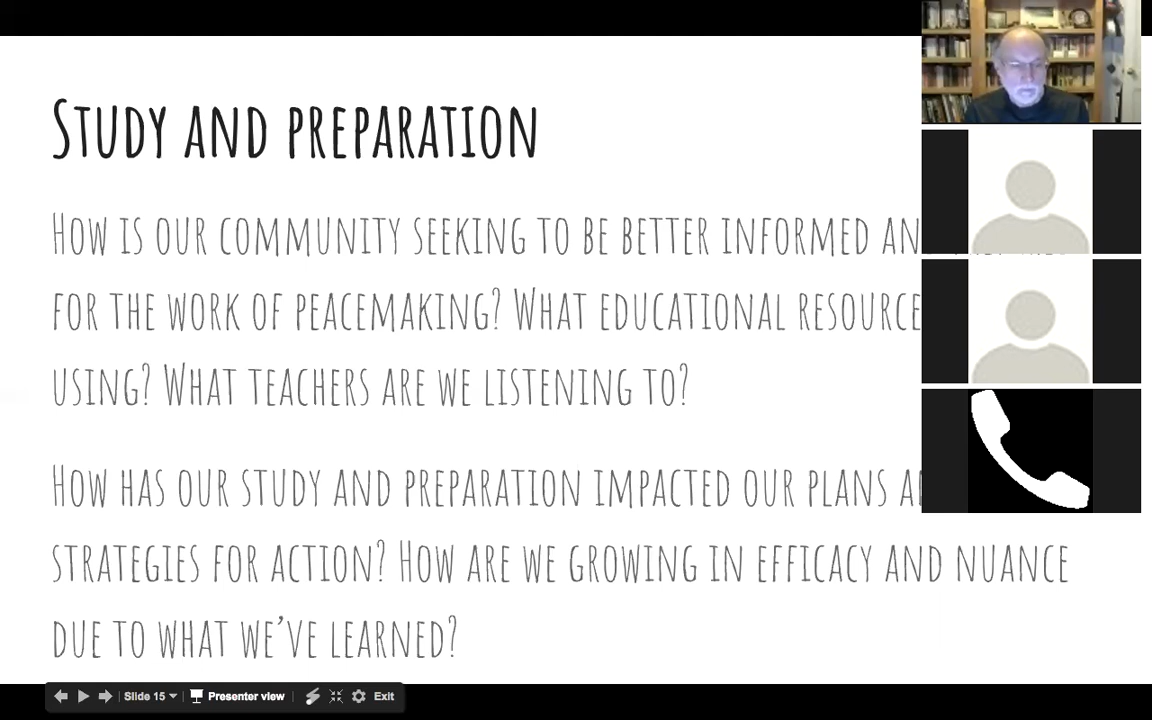 STUDY AND PREPARATION
HOW IS OUR COMMUNITY SEEKING TO BE BETTER INFORMED
FOR THE WORK OF PEACEMAKING? WHAT EDUCATIONAL
USING? WHAT TEACHERS ARE WE LISTENING TO?
HOW HAS OUR STUDY AND PREPARATION IMPACTED OUR PLANS
STRATEGIES FOR ACTION? HOW ARE WE GROWING IN EFFICACY AND NUANCE
DUE TO WHAT WE'VE LEARNED?
Slide 15 Presenter view Exit